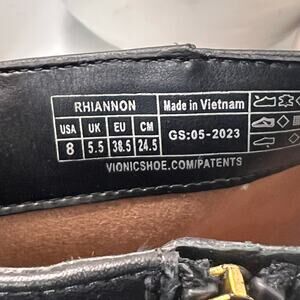 RHIANNON Made in Vietnam
USA UK EU CM
8 5.5 38.5 24.5 GS:05-2023
VIONICSHOE.COM/PATENTS